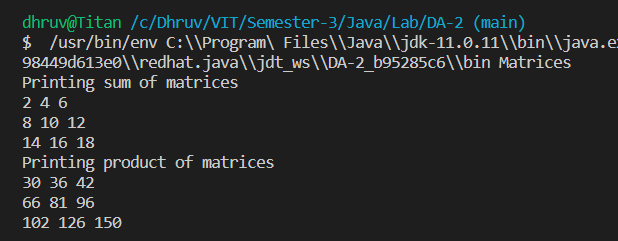 dhruv@Titan /c/Dhruv/VIT/Semester-3/Java/Lab/DA-2 (main)
$  /usr/bin/env C:\\Program\ Files\\Java\\jdk-11.0.11\\bin\\java.ex
98449d613e0\\redhat.java\\jdt_ws\\DA-2_b95285c6\\bin Matrices
Printing sum of matrices
2 4 6
8 10 12
14 16 18
Printing product of matrices
30 36 42
66 81 96
102 126 150